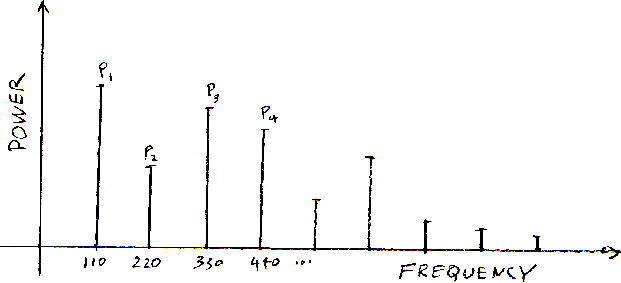 POWER
P1
P2
P3
P4
110 220 330 440 ...
FREQUENCY